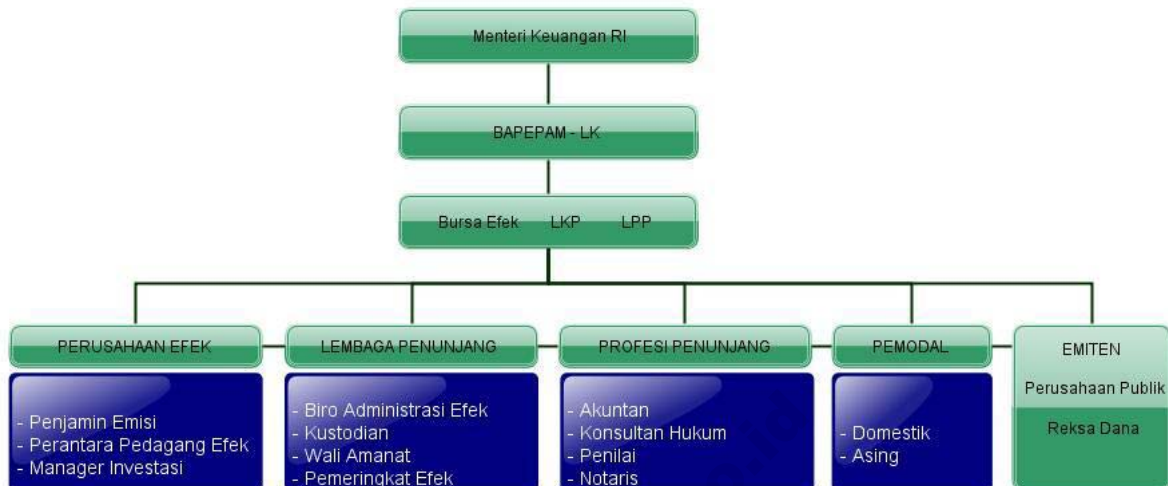 Menteri Keuangan RI
BAPEPAM - LK
Bursa Efek LKP LPP
PERUSAHAAN EFEK
- Penjamin Emisi
- Perantara Pedagang Efek
- Manager Investasi
LEMBAGA PENUNJANG
- Biro Administrasi Efek
- Kustodian
- Wali Amanat
- Pemeringkat Efek
PROFESI PENUNJANG
- Akuntan
- Konsultan Hukum
- Penilai
- Notaris
PEMODAL
- Domestik
- Asing
EMITEN
Perusahaan Publik
Reksa Dana